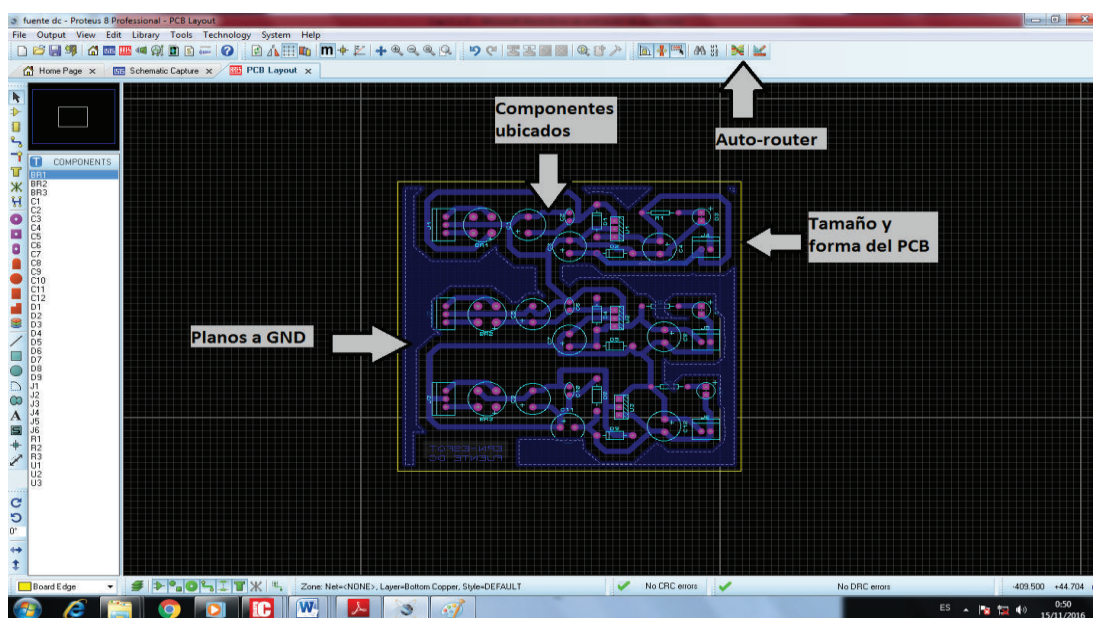 fuente dc - Proteus 8 Professional - PCB Layout
File Output View Edit Library Tools Technology System Help
Home Page
Schematic Capture
PCB Layout
Componentes
ubicados
Auto-router
COMPONENTS
BR1
BR2
BR3
C1
C2
C3
C4
C5
C6
C7
C8
C9
C10
C11
C12
D1
D2
D3
D4
D5
D6
D7
D8
D9
J1
J2
J3
J4
J5
J6
R1
R2
R3
U1
U2
U3
Tamaño y
forma del PCB
Planos a GND
0°
Board Edge
Zone: Net=<NONE>, Layer=Bottom Copper, Style=DEFAULT
No CRC errors
No DRC errors
-409.500 +44.704
ES
0:50
15/11/2016